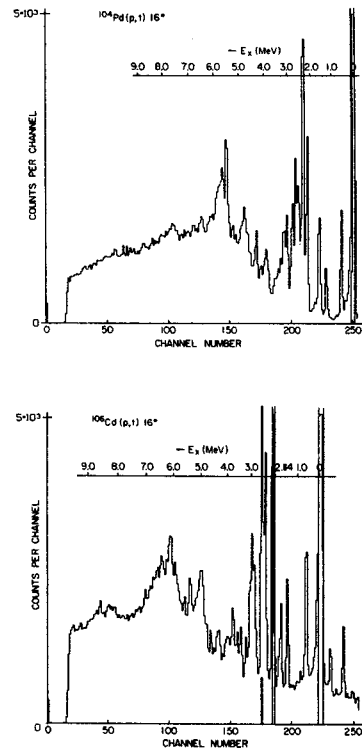 5×10³
¹⁰⁴Pd(p,t) 16°
— Eₓ (MeV)
9.0 8.0 7.0 6.0 5.0 4.0 3.0 2.0 1.0 0
COUNTS PER CHANNEL
0
0 50 100 150 200 250
CHANNEL NUMBER
5×10³
¹⁰⁶Cd(p,t) 16°
— Eₓ (MeV)
9.0 8.0 7.0 6.0 5.0 4.0 3.0 1.0 0
COUNTS PER CHANNEL
0
0 50 100 150 200 250
CHANNEL NUMBER